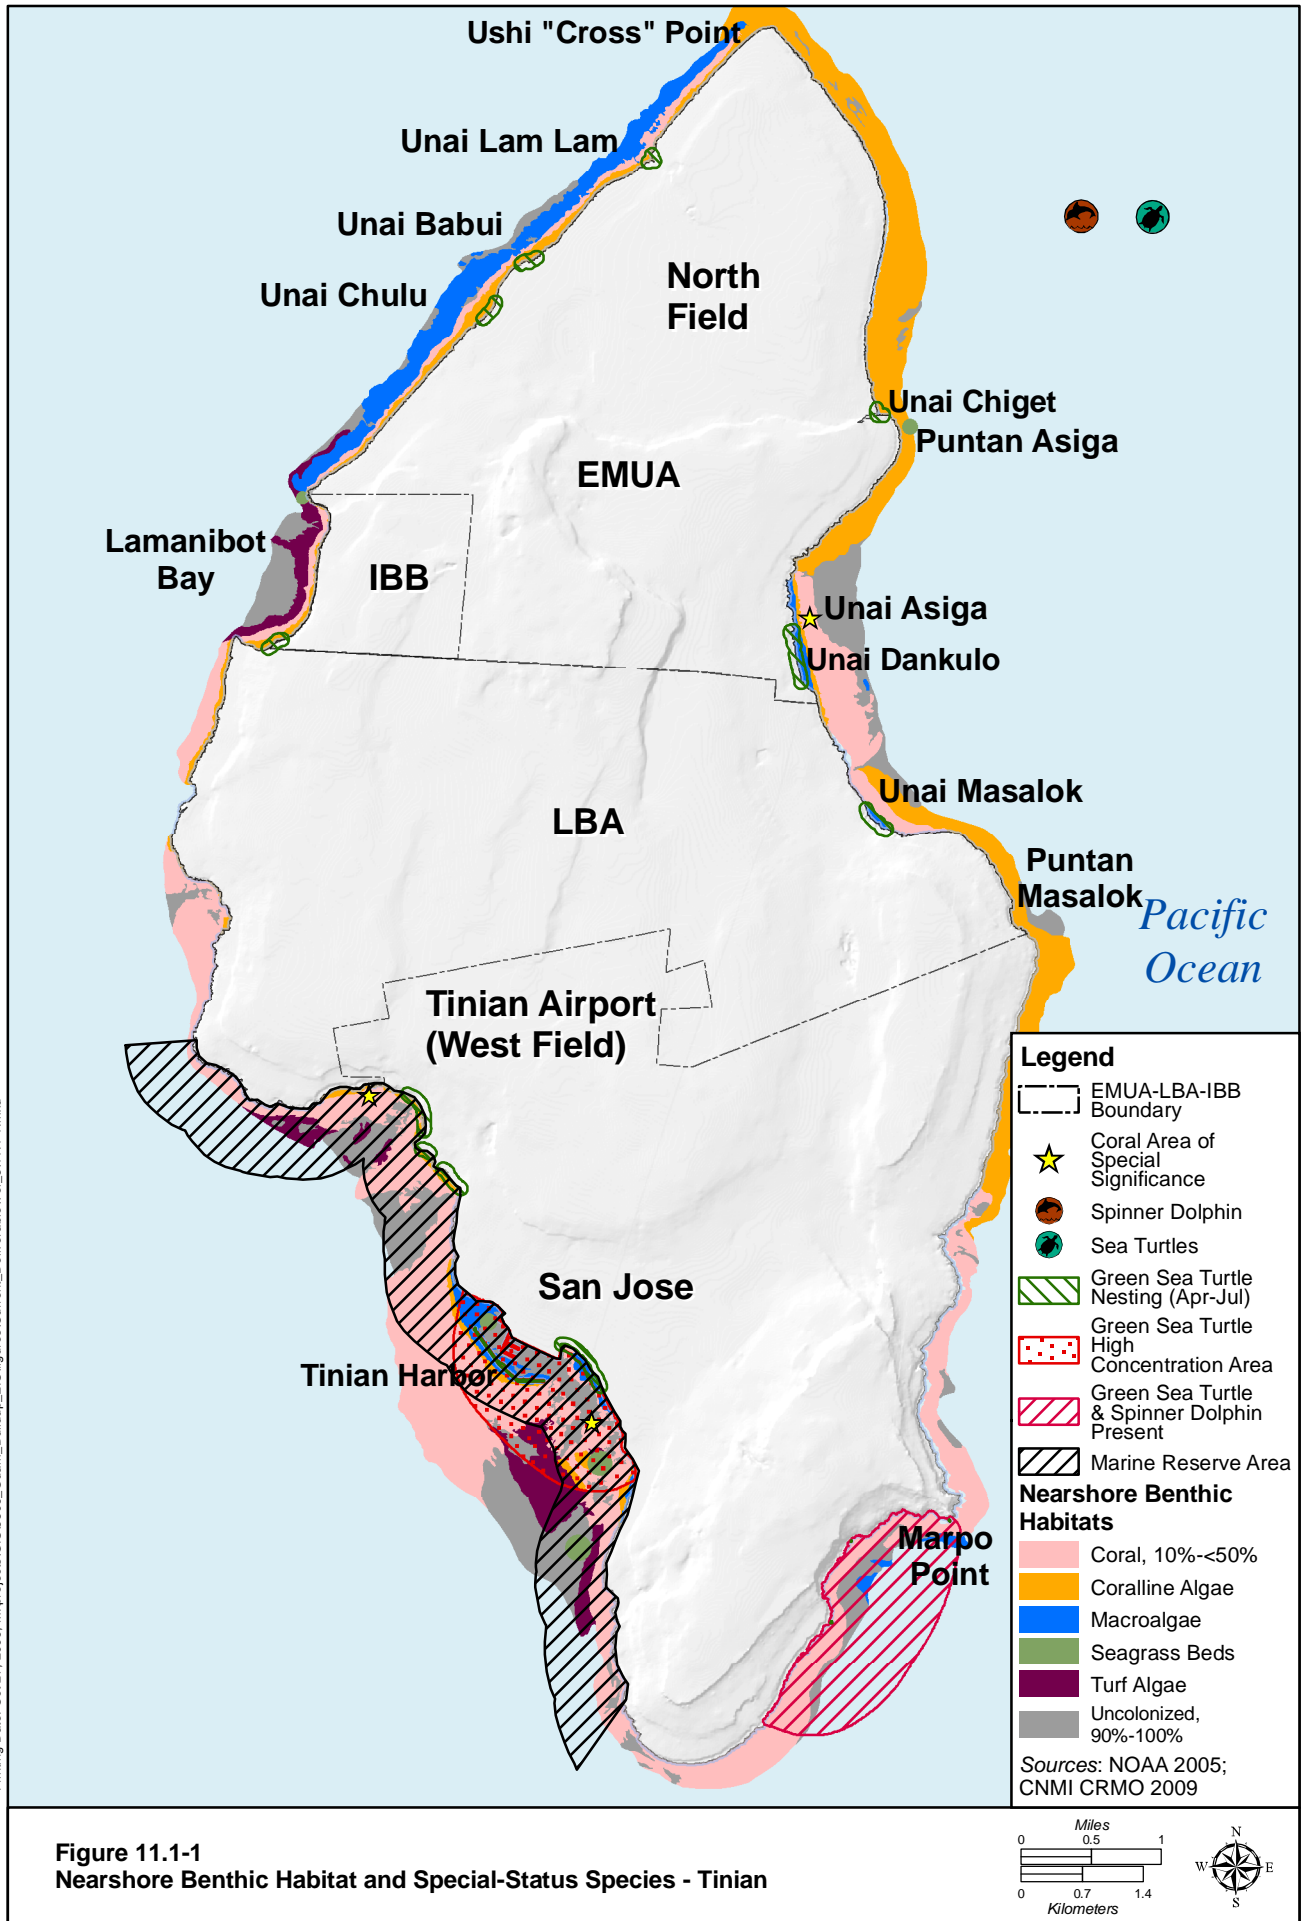 Ushi "Cross" Point
Unai Lam Lam
Unai Babui
Unai Chulu
North
Field
Unai Chiget
Puntan Asiga
EMUA
Lamanibot
Bay
IBB
Unai Asiga
Unai Dankulo
Unai Masalok
LBA
Puntan
Masalok
Pacific
Ocean
Tinian Airport
(West Field)
San Jose
Tinian Harbor
Marpo
Point
Legend
EMUA-LBA-IBB
Boundary
Coral Area of
Special
Significance
Spinner Dolphin
Sea Turtles
Green Sea Turtle
Nesting (Apr-Jul)
Green Sea Turtle
High
Concentration Area
Green Sea Turtle
& Spinner Dolphin
Present
Marine Reserve Area
Nearshore Benthic
Habitats
Coral, 10%-<50%
Coralline Algae
Macroalgae
Seagrass Beds
Turf Algae
Uncolonized,
90%-100%
Sources: NOAA 2005;
CNMI CRMO 2009
Figure 11.1-1
Nearshore Benthic Habitat and Special-Status Species - Tinian
Miles
0 0.5 1
0 0.7 1.4
Kilometers
N
W E
S